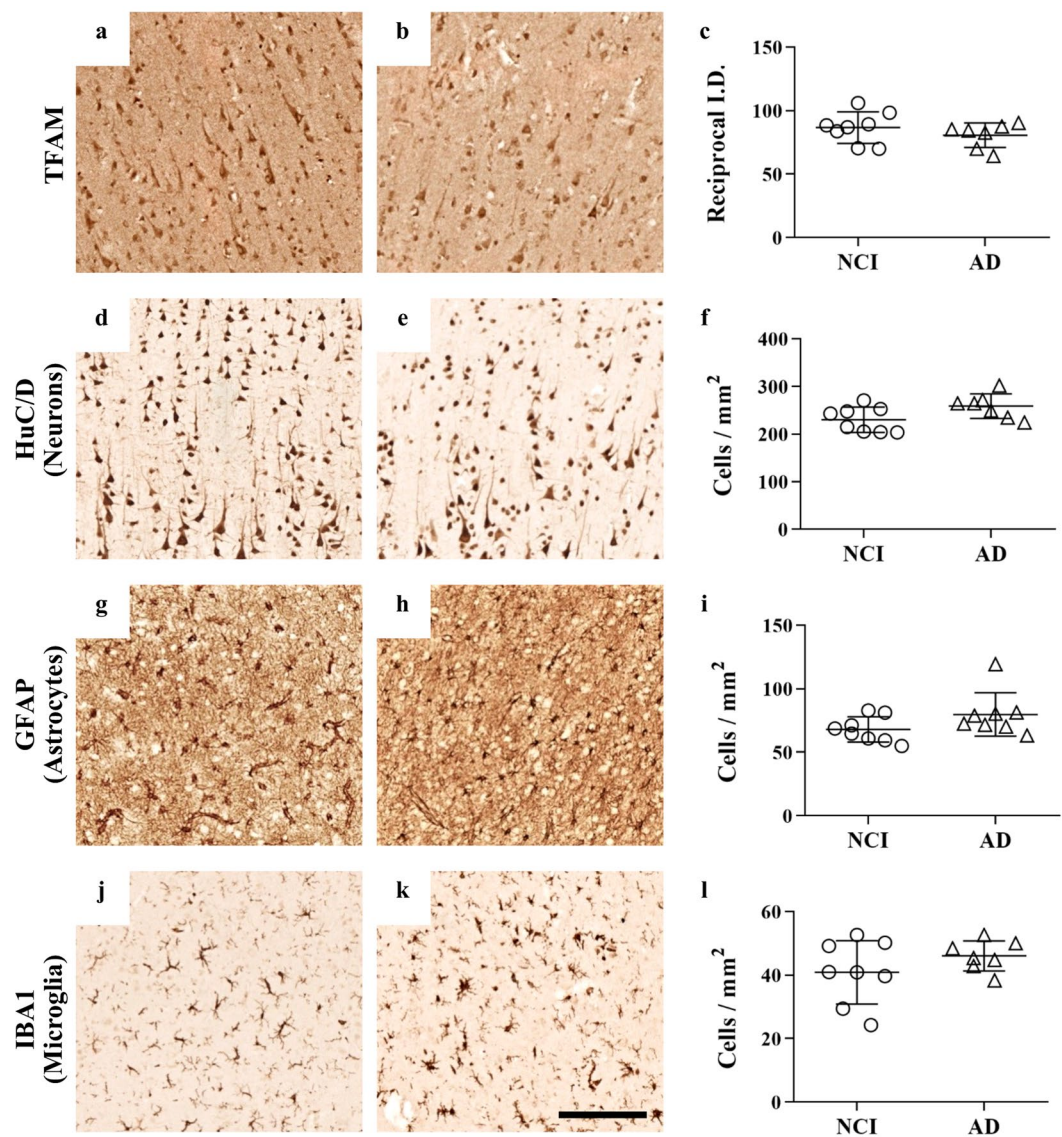 a
b
c
TFAM
Reciprocal I.D.
150
100
50
0
NCI
AD
d
e
f
HuC/D
(Neurons)
Cells / mm²
400
300
200
100
0
NCI
AD
g
h
i
GFAP
(Astrocytes)
Cells / mm²
150
100
50
0
NCI
AD
j
k
l
IBA1
(Microglia)
Cells / mm²
60
40
20
0
NCI
AD